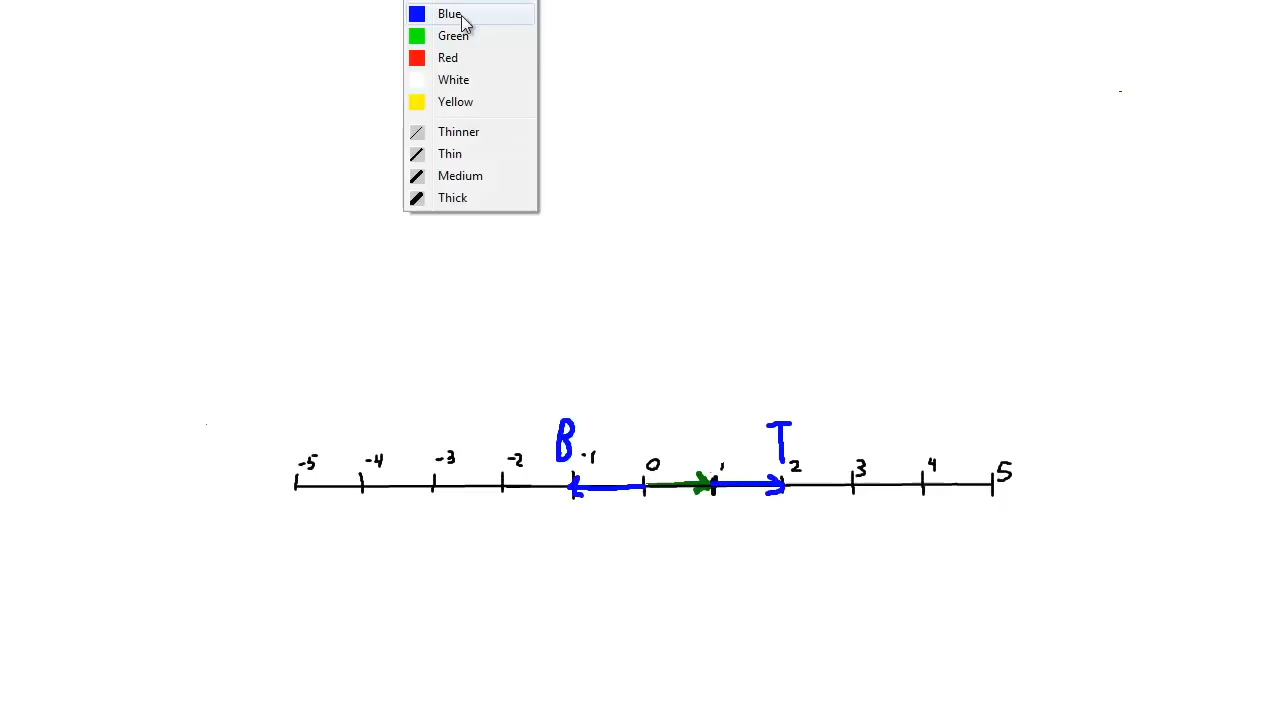 Blue
Green
Red
White
Yellow
Thinner
Thin
Medium
Thick
B T
-5 -4 -3 -2 -1 0 1 2 3 4 5